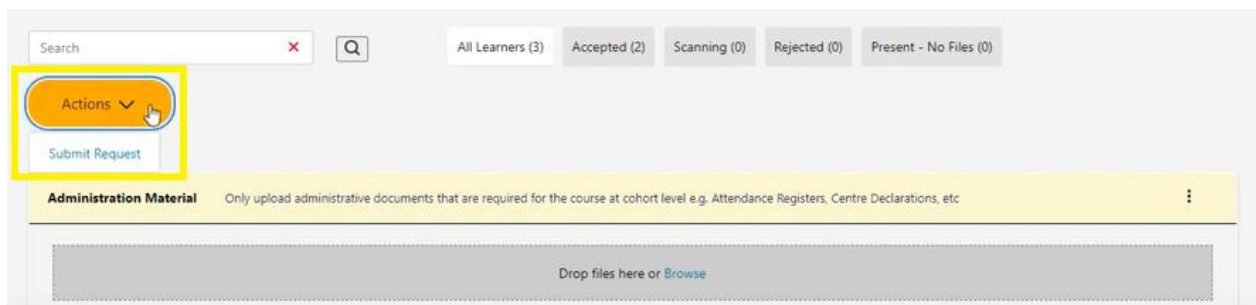 Search
All Learners (3) Accepted (2) Scanning (0) Rejected (0) Present - No Files (0)
Actions
Submit Request
Administration Material Only upload administrative documents that are required for the course at cohort level e.g. Attendance Registers, Centre Declarations, etc
Drop files here or Browse